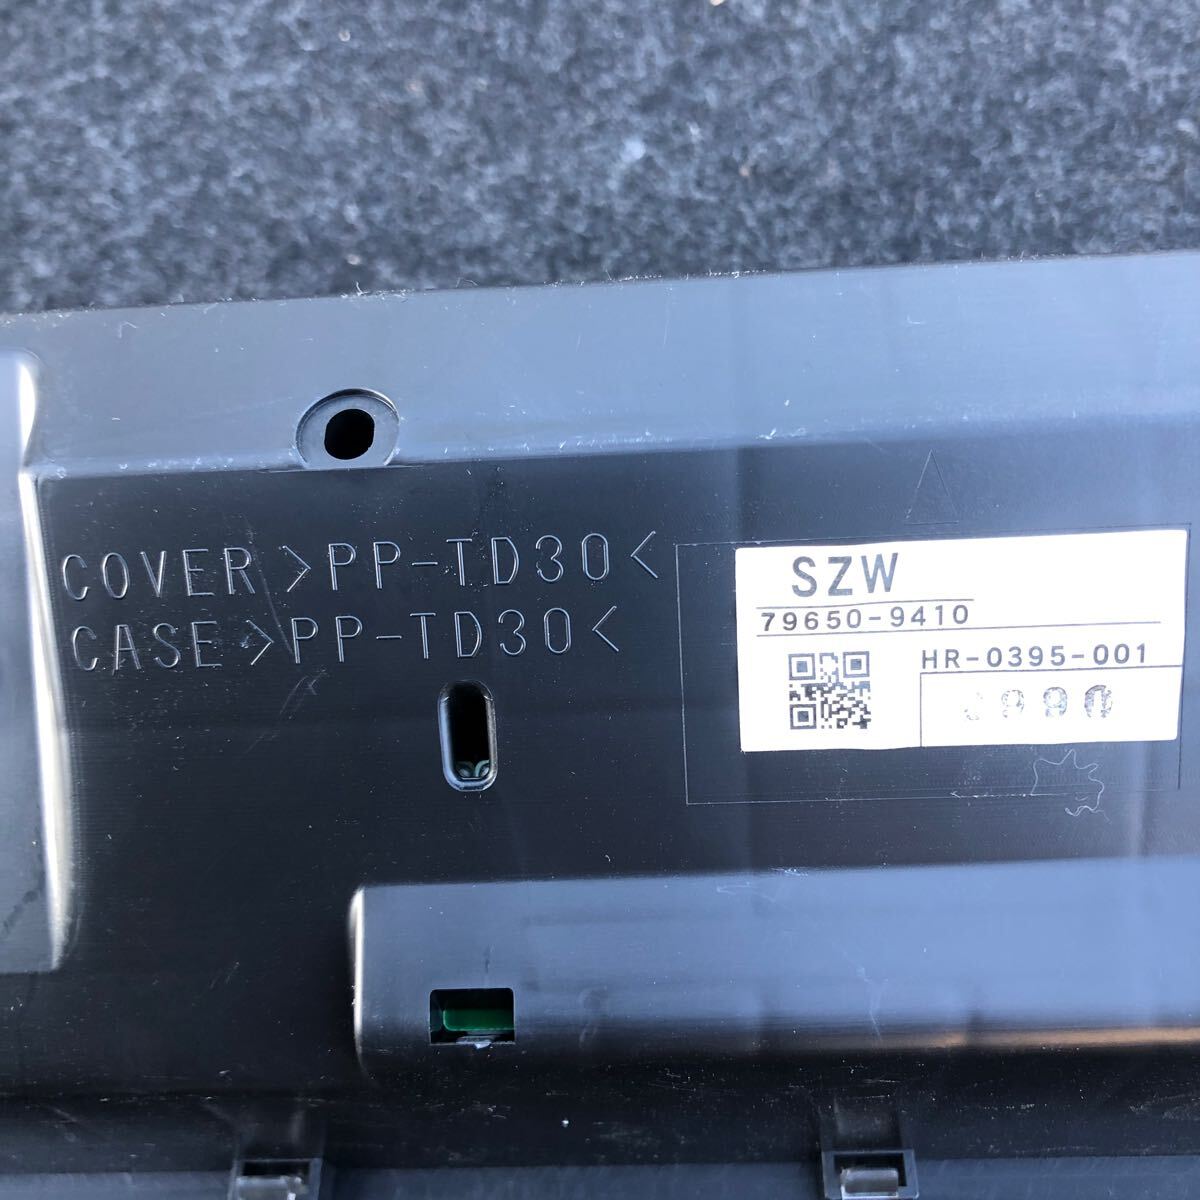 COVER >PP-TD30<
CASE >PP-TD30<
SZW
79650-9410
HR-0395-001